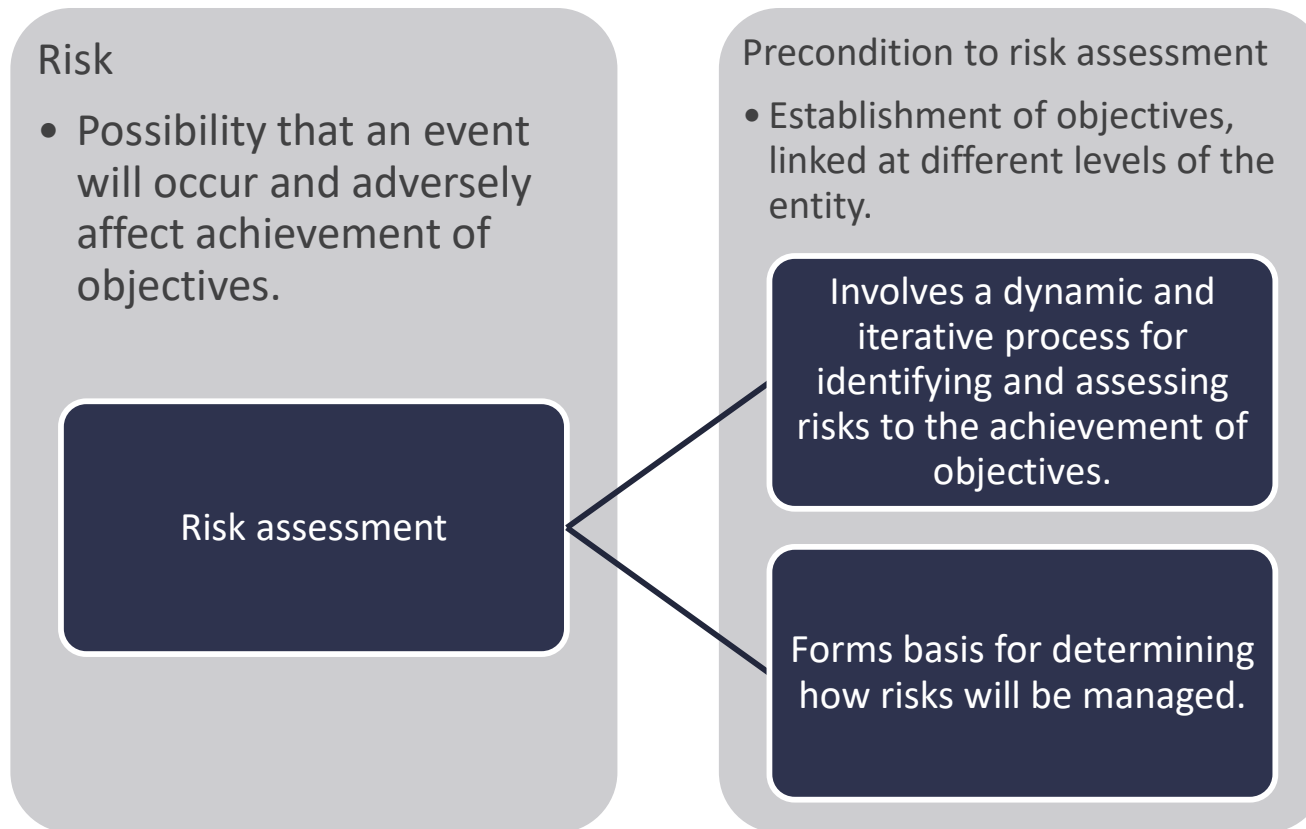 Risk
• Possibility that an event
will occur and adversely
affect achievement of
objectives.
Risk assessment
Precondition to risk assessment
• Establishment of objectives,
linked at different levels of the
entity.
Involves a dynamic and
iterative process for
identifying and assessing
risks to the achievement of
objectives.
Forms basis for determining
how risks will be managed.